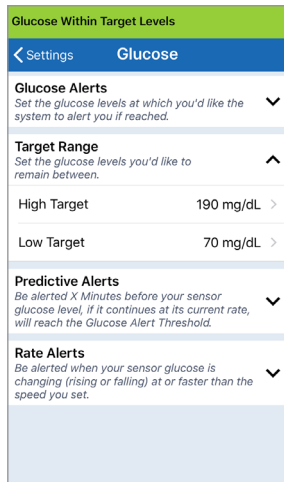 Glucose Within Target Levels
Settings
Glucose
Glucose Alerts
Set the glucose levels at which you'd like the
system to alert you if reached.
Target Range
Set the glucose levels you'd like to
remain between.
High Target 190 mg/dL
Low Target 70 mg/dL
Predictive Alerts
Be alerted X Minutes before your sensor
glucose level, if it continues at its current rate,
will reach the Glucose Alert Threshold.
Rate Alerts
Be alerted when your sensor glucose is
changing (rising or falling) at or faster than the
speed you set.